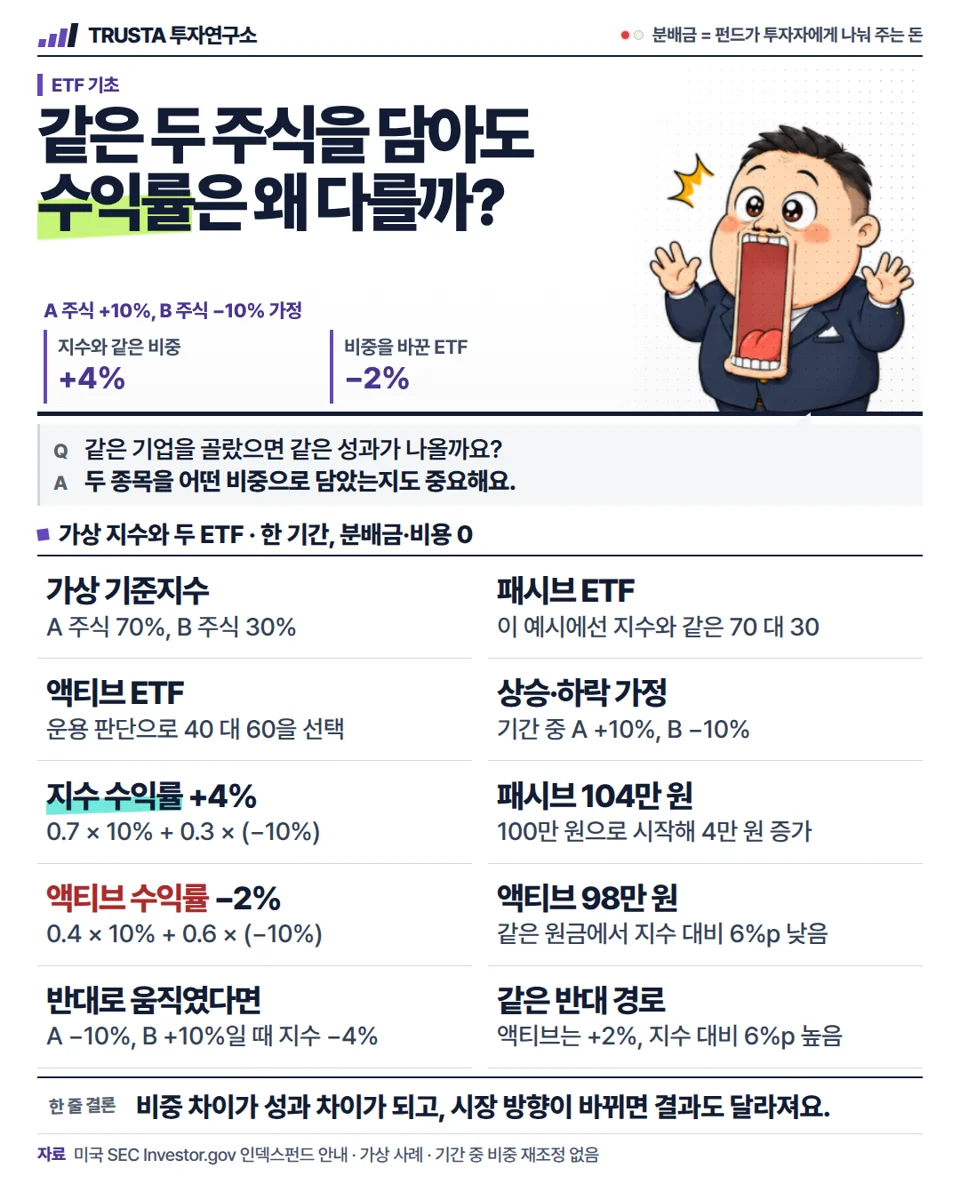 TRUSTA 투자연구소
분배금 = 펀드가 투자자에게 나눠 주는 돈
ETF 기초
같은 두 주식을 담아도
수익률은 왜 다를까?
A 주식 +10%, B 주식 −10% 가정
지수와 같은 비중
+4%
비중을 바꾼 ETF
−2%
Q 같은 기업을 골랐으면 같은 성과가 나올까요?
A 두 종목을 어떤 비중으로 담았는지도 중요해요.
가상 지수와 두 ETF · 한 기간, 분배금·비용 0
가상 기준지수
A 주식 70%, B 주식 30%
패시브 ETF
이 예시에선 지수와 같은 70 대 30
액티브 ETF
운용 판단으로 40 대 60을 선택
상승·하락 가정
기간 중 A +10%, B −10%
지수 수익률 +4%
0.7 × 10% + 0.3 × (−10%)
패시브 104만 원
100만 원으로 시작해 4만 원 증가
액티브 수익률 −2%
0.4 × 10% + 0.6 × (−10%)
액티브 98만 원
같은 원금에서 지수 대비 6%p 낮음
반대로 움직였다면
A −10%, B +10%일 때 지수 −4%
같은 반대 경로
액티브는 +2%, 지수 대비 6%p 높음
한 줄 결론 비중 차이가 성과 차이가 되고, 시장 방향이 바뀌면 결과도 달라져요.
자료 미국 SEC Investor.gov 인덱스펀드 안내 · 가상 사례 · 기간 중 비중 재조정 없음